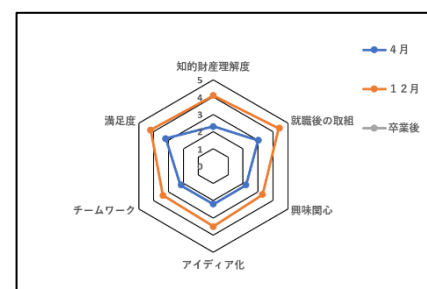 知的財産理解度
就職後の取組
興味関心
アイディア化
チームワーク
満足度
5
4
3
2
1
0
4月
12月
卒業後